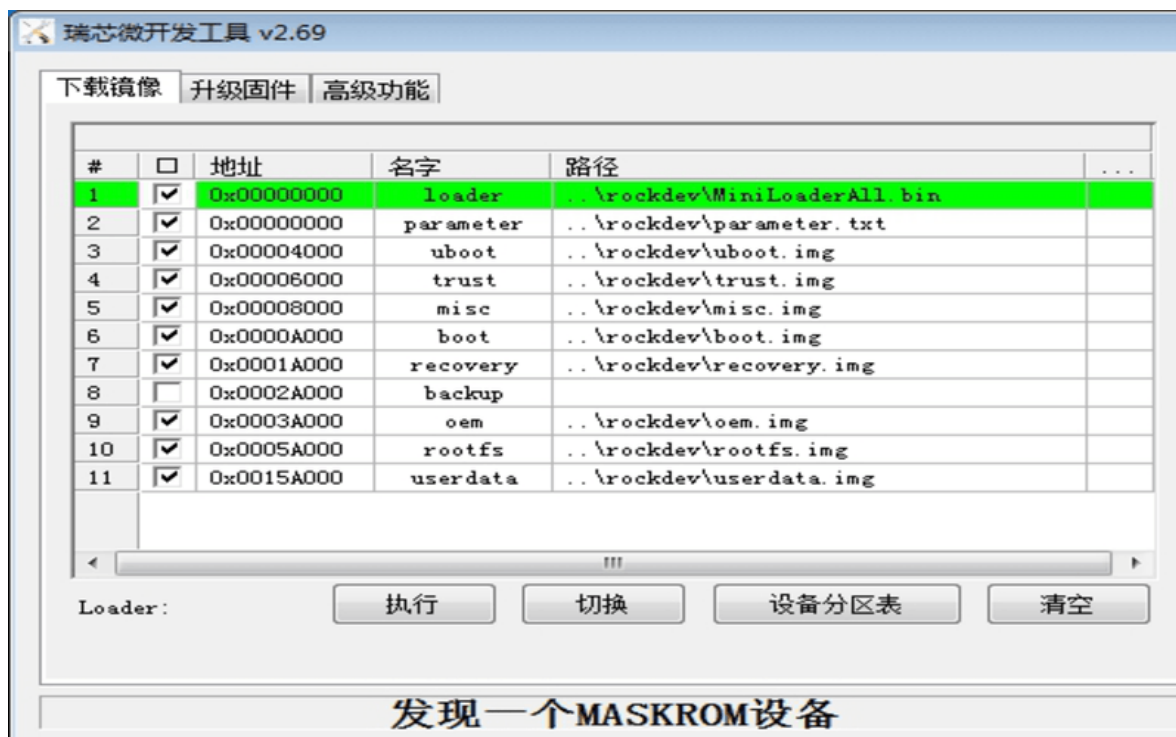 瑞芯微开发工具 v2.69
下载镜像 升级固件 高级功能
# 地址 名字 路径 ...
1 0x00000000 loader ..\rockdev\MiniLoaderAll.bin
2 0x00000000 parameter ..\rockdev\parameter.txt
3 0x00004000 uboot ..\rockdev\uboot.img
4 0x00006000 trust ..\rockdev\trust.img
5 0x00008000 misc ..\rockdev\misc.img
6 0x0000A000 boot ..\rockdev\boot.img
7 0x0001A000 recovery ..\rockdev\recovery.img
8 0x0002A000 backup
9 0x0003A000 oem ..\rockdev\oem.img
10 0x0005A000 rootfs ..\rockdev\rootfs.img
11 0x0015A000 userdata ..\rockdev\userdata.img
Loader: 执行 切换 设备分区表 清空
发现一个MASKROM设备